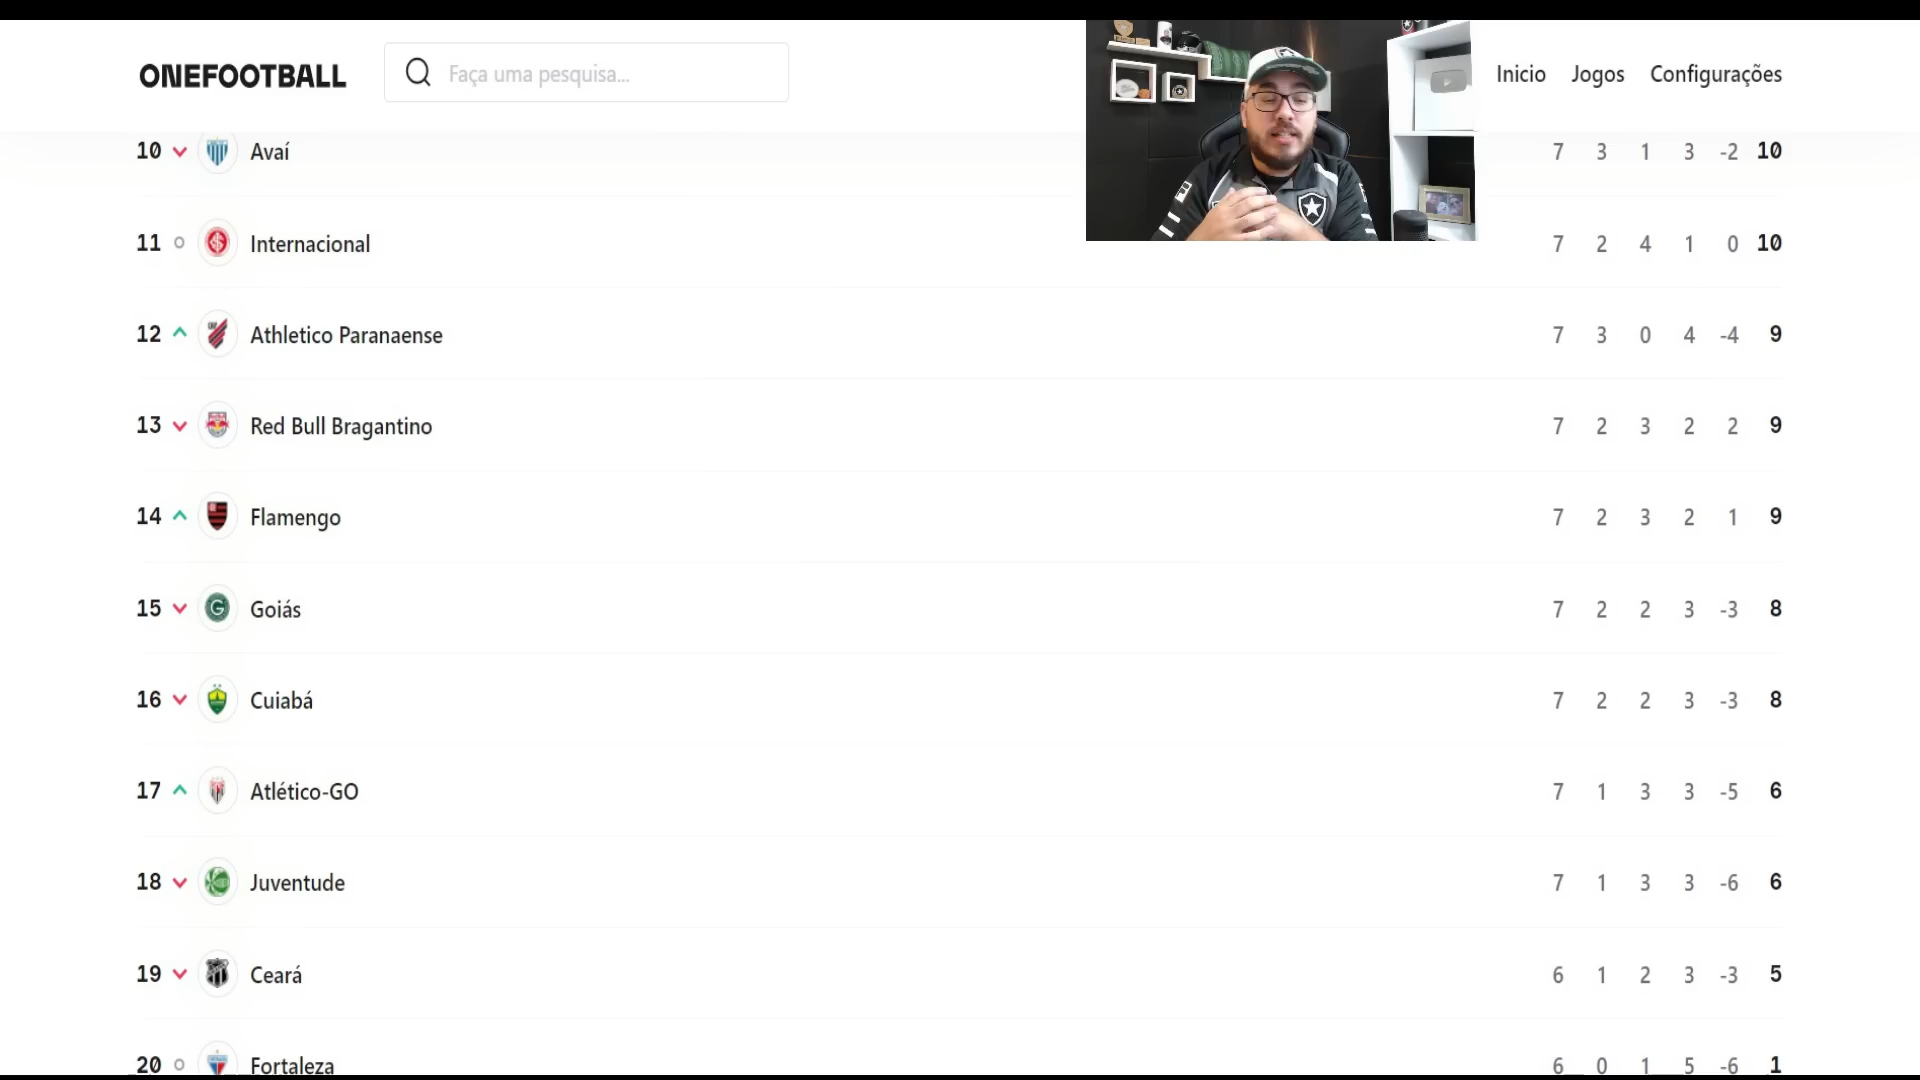 ONEFOOTBALL Faça uma pesquisa... Inicio Jogos Configurações
10 Avaí 7 3 1 3 -2 10
11 Internacional 7 2 4 1 0 10
12 Athletico Paranaense 7 3 0 4 -4 9
13 Red Bull Bragantino 7 2 3 2 2 9
14 Flamengo 7 2 3 2 1 9
15 Goiás 7 2 2 3 -3 8
16 Cuiabá 7 2 2 3 -3 8
17 Atlético-GO 7 1 3 3 -5 6
18 Juventude 7 1 3 3 -6 6
19 Ceará 6 1 2 3 -3 5
20 Fortaleza 6 0 1 5 -6 1